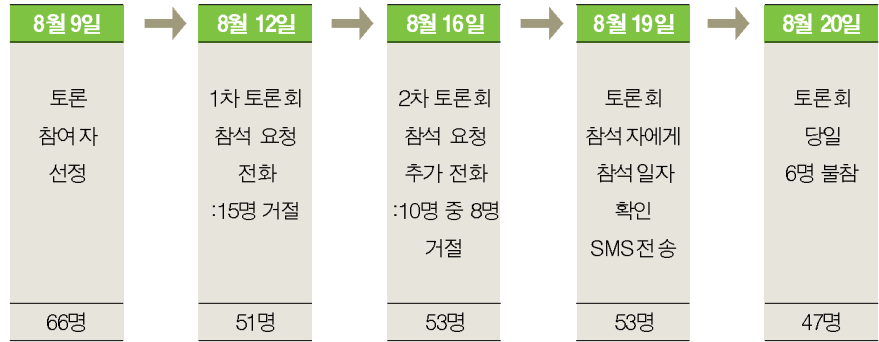 8월 9일
토론
참여자
선정
66명
8월 12일
1차 토론회
참석 요청
전화
:15명 거절
51명
8월 16일
2차 토론회
참석 요청
추가 전화
:10명 중 8명
거절
53명
8월 19일
토론회
참석자에게
참석일자
확인
SMS전송
53명
8월 20일
토론회
당일
6명 불참
47명